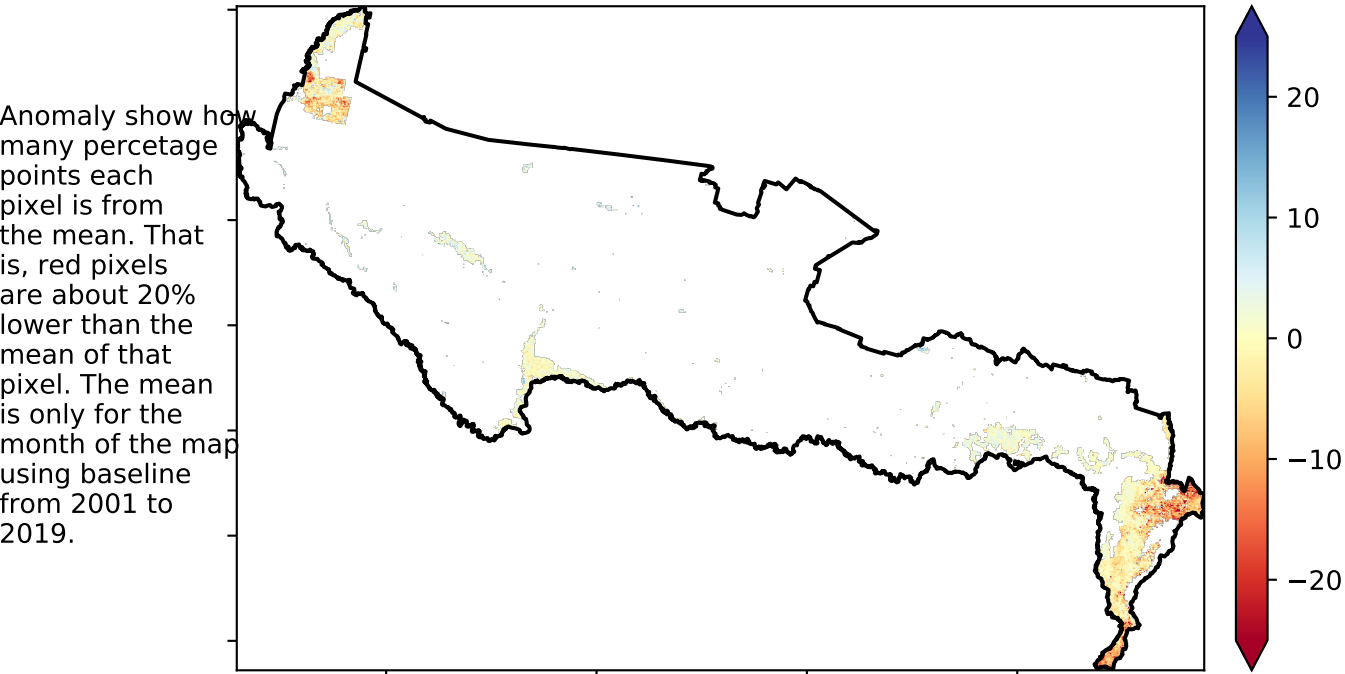 Anomaly show how
many percetage
points each
pixel is from
the mean. That
is, red pixels
are about 20%
lower than the
mean of that
pixel. The mean
is only for the
month of the map
using baseline
from 2001 to
2019.
20
10
0
−10
−20